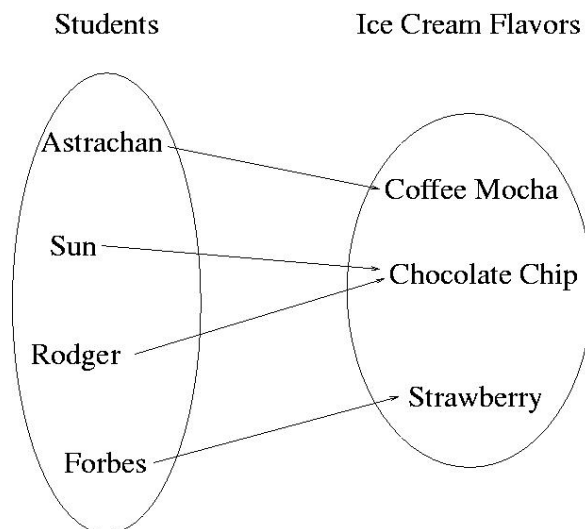 Students
Ice Cream Flavors
Astrachan
Coffee Mocha
Sun
Chocolate Chip
Rodger
Strawberry
Forbes